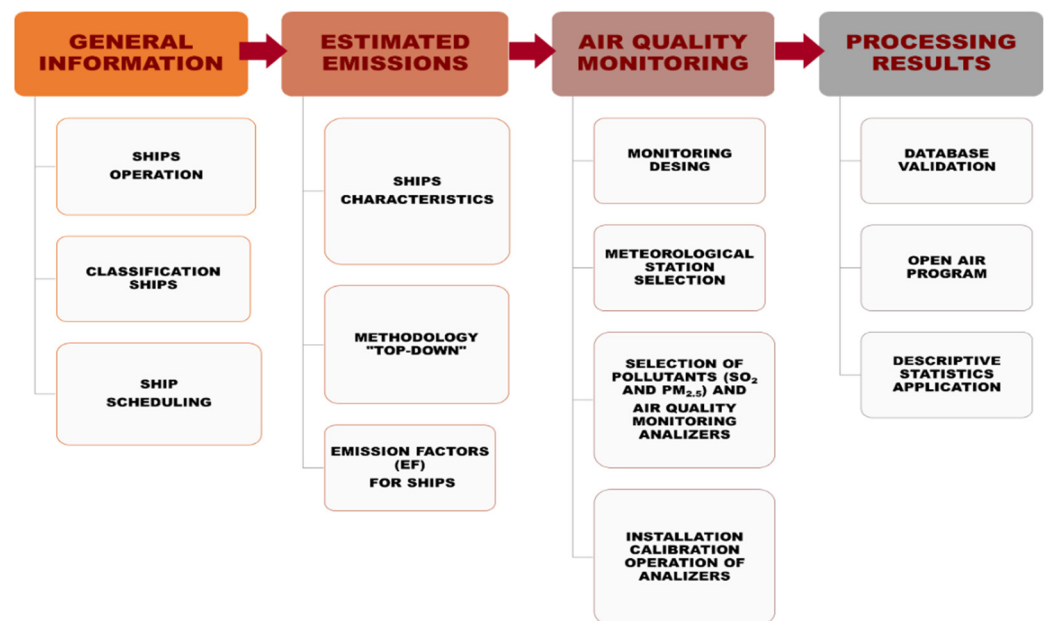 GENERAL
INFORMATION
SHIPS
OPERATION
CLASSIFICATION
SHIPS
SHIP
SCHEDULING
ESTIMATED
EMISSIONS
SHIPS
CHARACTERISTICS
METHODOLOGY
"TOP-DOWN"
EMISSION FACTORS
(EF)
FOR SHIPS
AIR QUALITY
MONITORING
MONITORING
DESING
METEOROLOGICAL
STATION
SELECTION
SELECTION OF
POLLUTANTS (SO₂
AND PM₂.₅) AND
AIR QUALITY
MONITORING
ANALIZERS
INSTALLATION
CALIBRATION
OPERATION OF
ANALIZERS
PROCESSING
RESULTS
DATABASE
VALIDATION
OPEN AIR
PROGRAM
DESCRIPTIVE
STATISTICS
APPLICATION